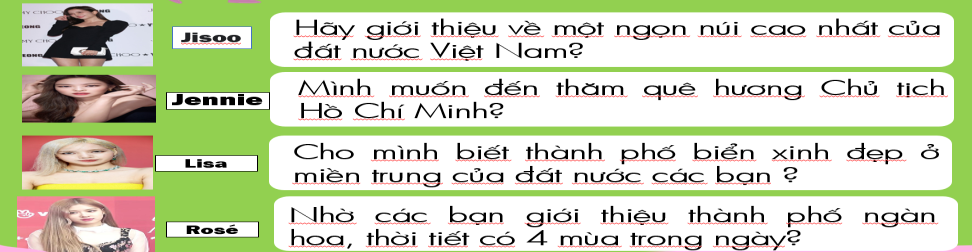 Jisoo
Hãy giới thiệu về một ngọn núi cao nhất của
đất nước Việt Nam?
Jennie
Mình muốn đến thăm quê hương Chủ tịch
Hồ Chí Minh?
Lisa
Cho mình biết thành phố biển xinh đẹp ở
miền trung của đất nước các bạn ?
Rosé
Nhờ các bạn giới thiệu thành phố ngàn
hoa, thời tiết có 4 mùa trong ngày?